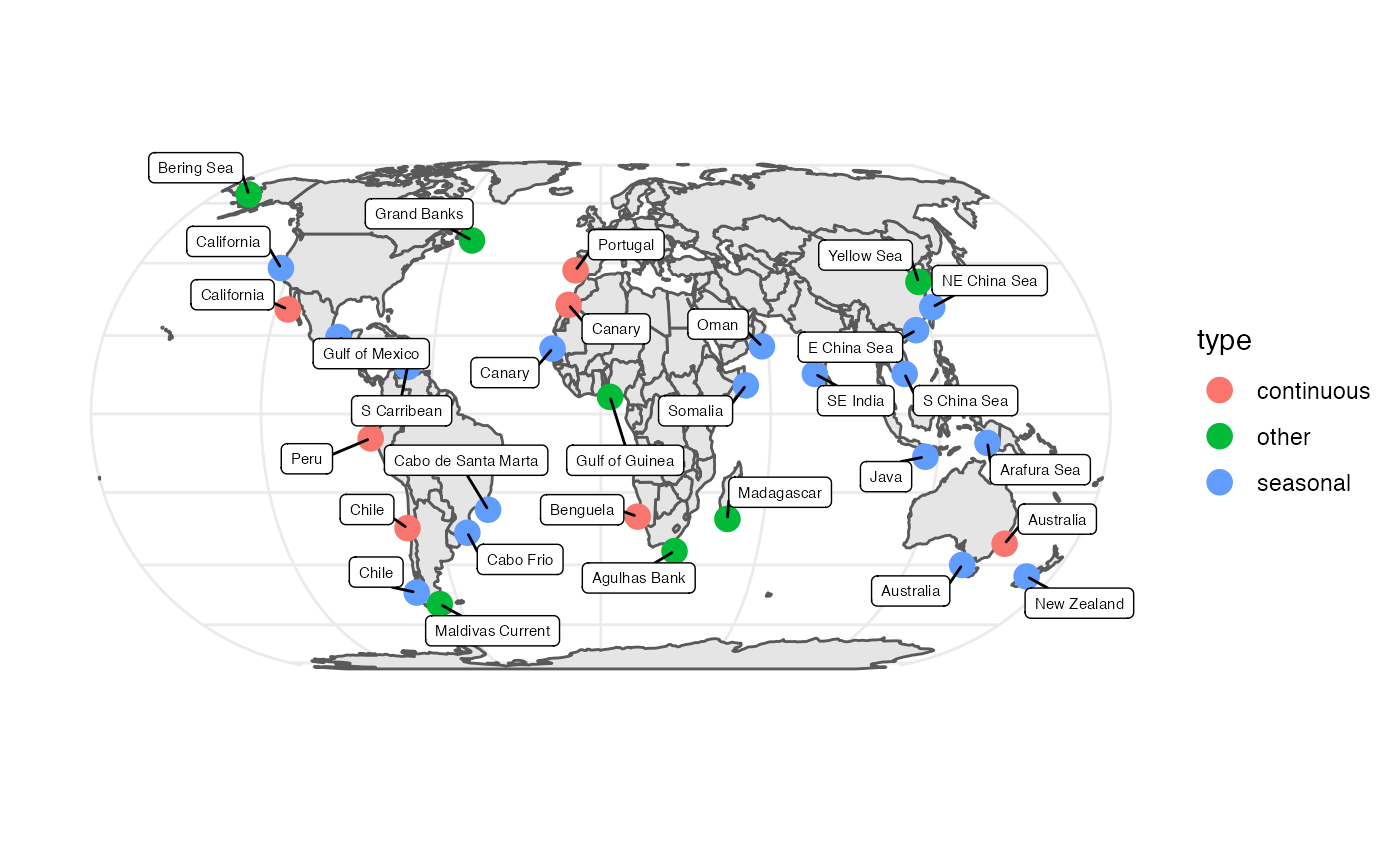 Bering Sea
Grand Banks
California
Portugal
Yellow Sea
NE China Sea
California
Canary
Oman
E China Sea
Gulf of Mexico
Canary
S Carribean
Somalia
SE India
S China Sea
Peru
Cabo de Santa Marta
Gulf of Guinea
Java
Arafura Sea
Madagascar
Chile
Benguela
Australia
Cabo Frio
Chile
Agulhas Bank
Australia
New Zealand
Maldivas Current
type
continuous
other
seasonal